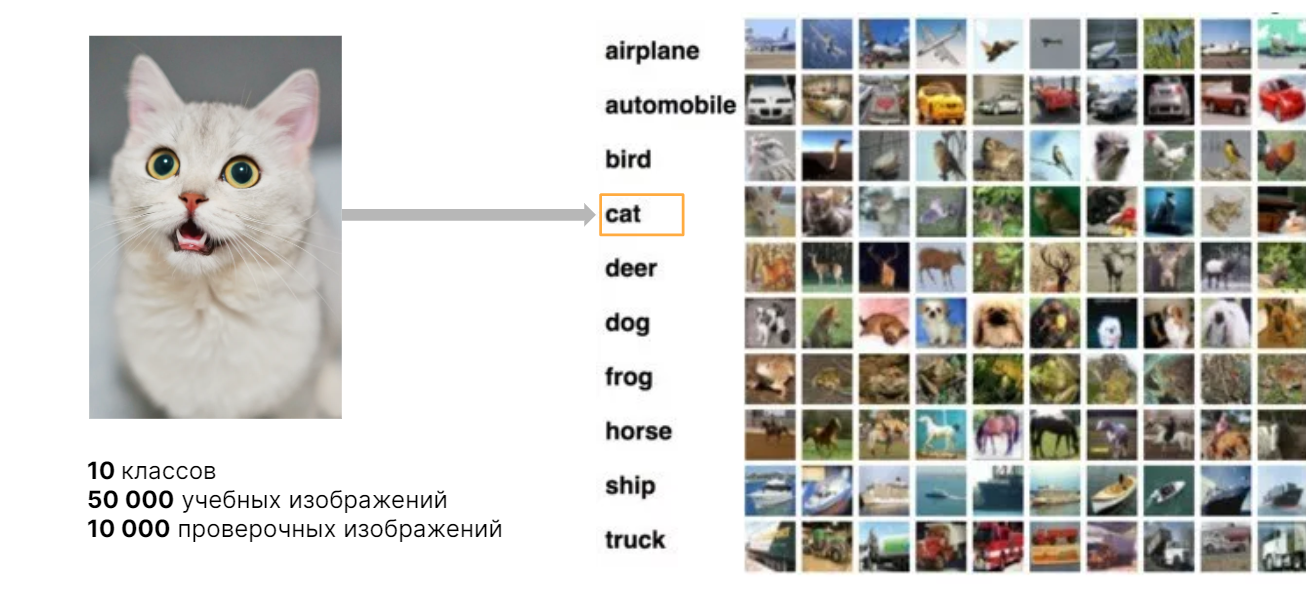 airplane
automobile
bird
cat
deer
dog
frog
horse
ship
truck
10 классов
50 000 учебных изображений
10 000 проверочных изображений